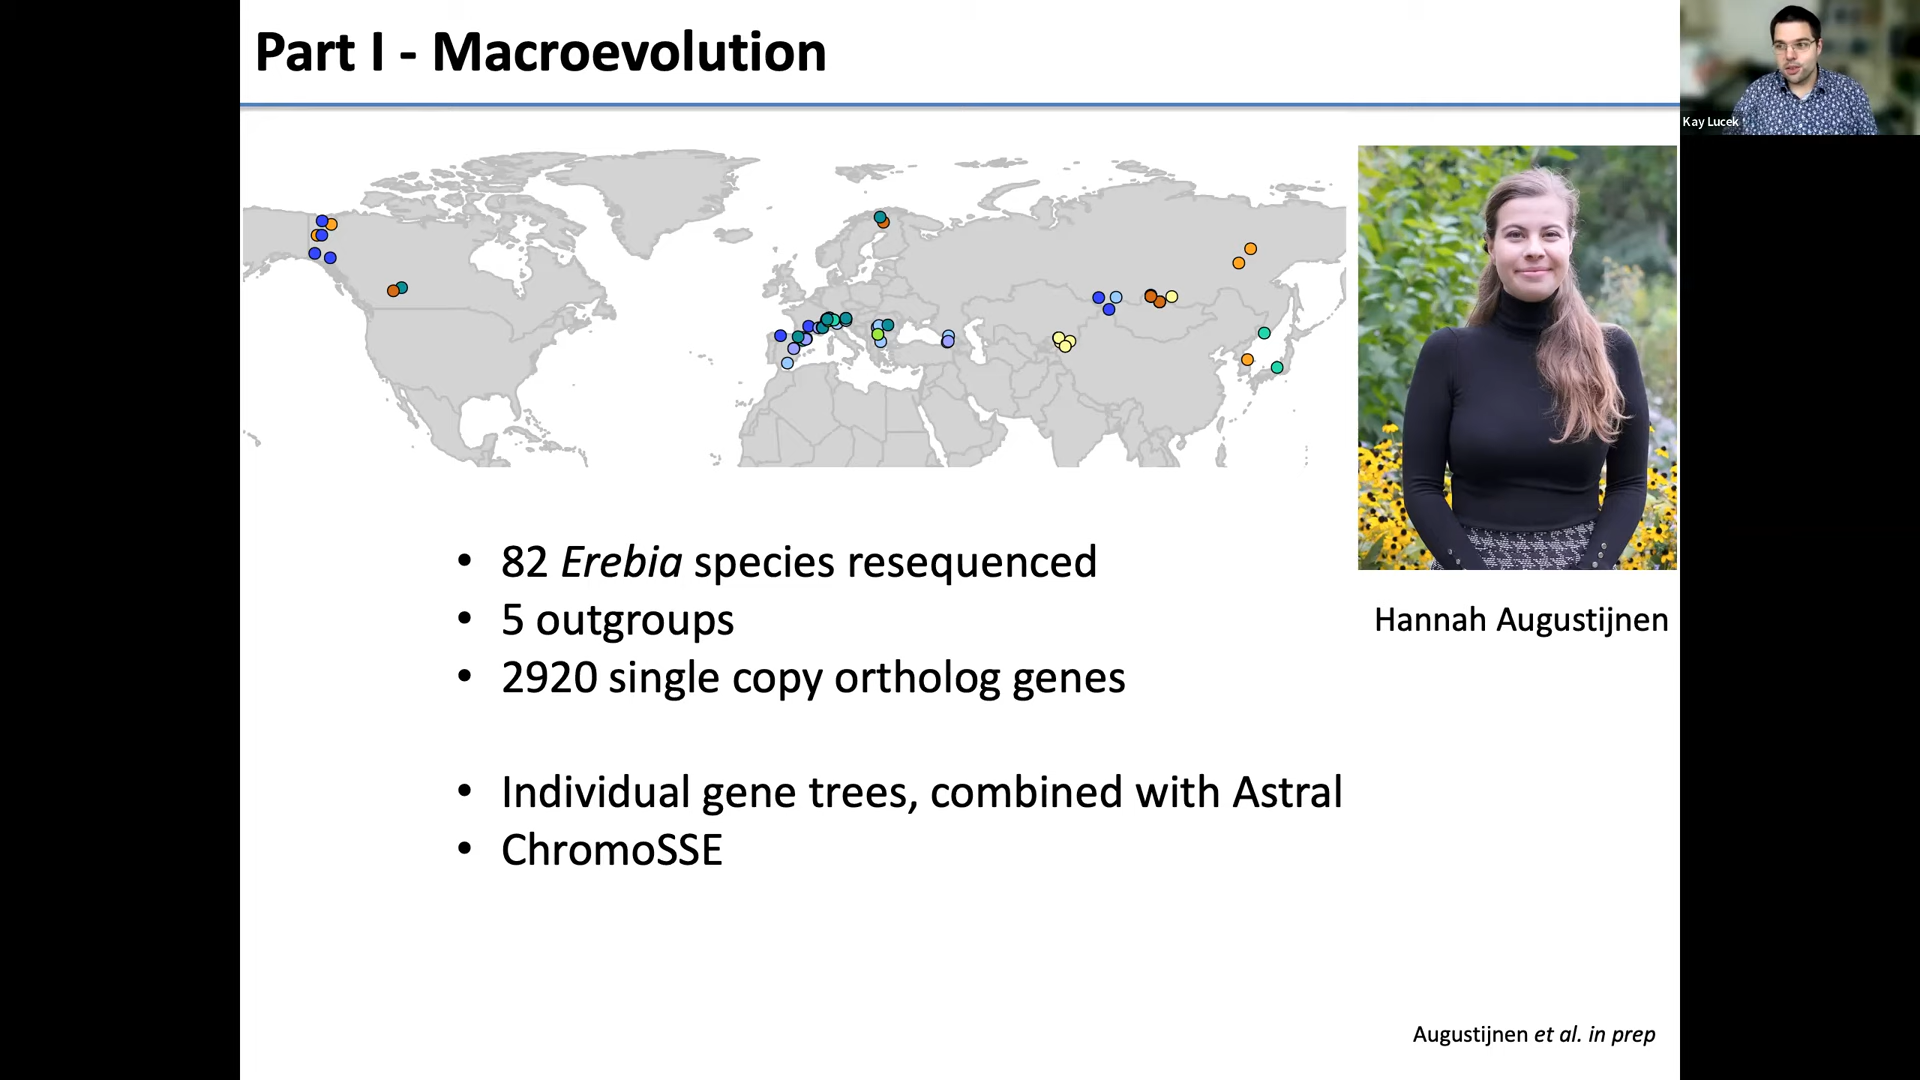 Part I - Macroevolution
Kay Lucek
• 82 Erebia species resequenced
• 5 outgroups
• 2920 single copy ortholog genes
Hannah Augustijnen
• Individual gene trees, combined with Astral
• ChromoSSE
Augustijnen et al. in prep